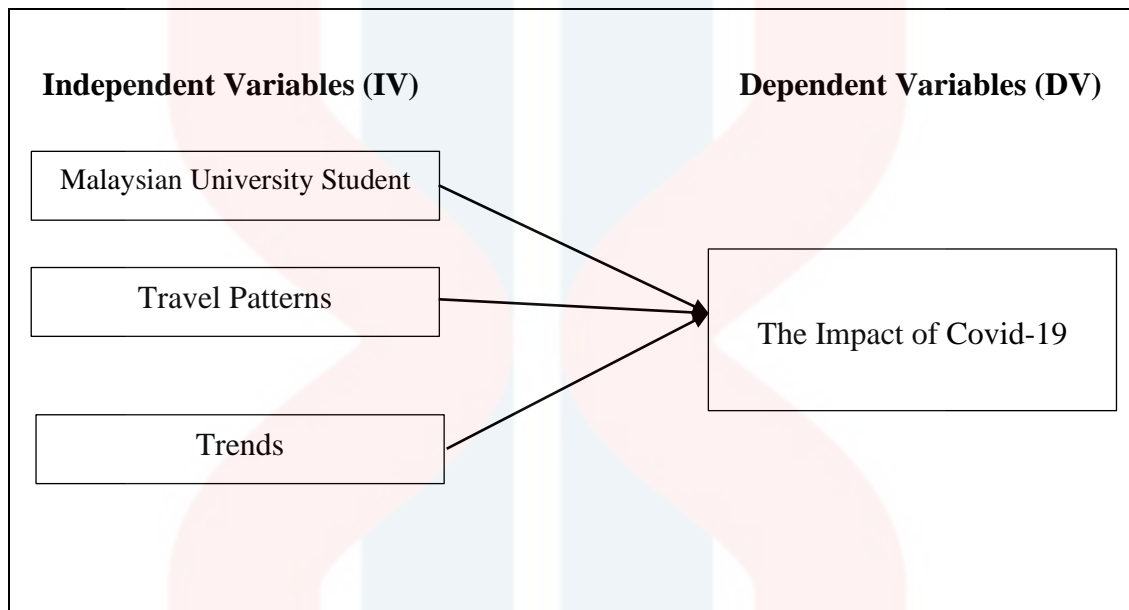 Independent Variables (IV)
Dependent Variables (DV)
Malaysian University Student
Travel Patterns
The Impact of Covid-19
Trends